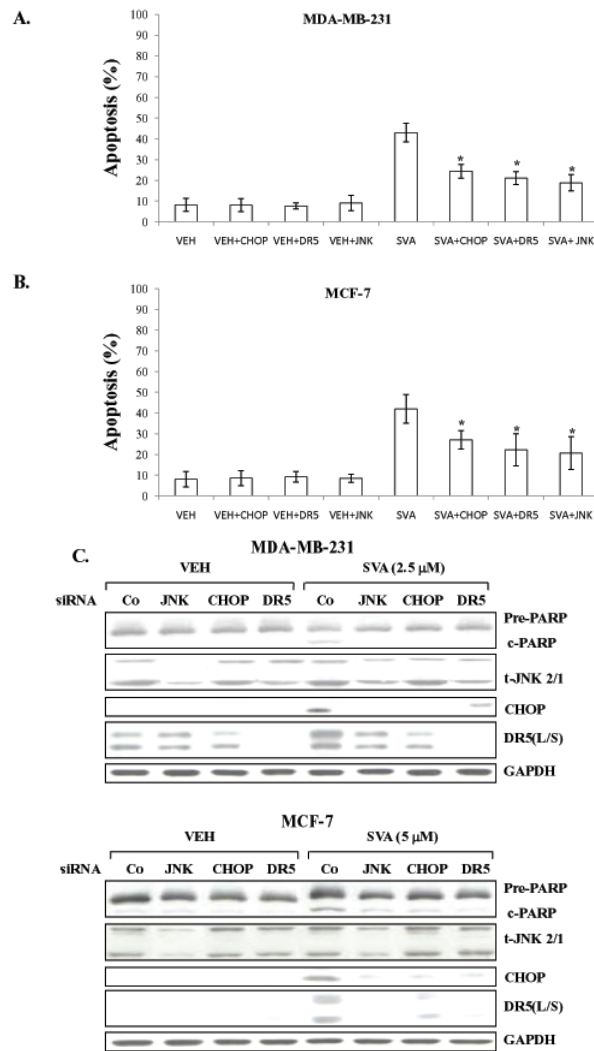 A.
MDA-MB-231
Apoptosis (%)
100
90
80
70
60
50
40
30
20
10
0
*
*
*
VEH VEH+CHOP VEH+DR5 VEH+JNK SVA SVA+CHOP SVA+DR5 SVA+ JNK
B.
MCF-7
Apoptosis (%)
100
90
80
70
60
50
40
30
20
10
0
*
*
*
VEH VEH+CHOP VEH+DR5 VEH+JNK SVA SVA+CHOP SVA+DR5 SVA+JNK
C.
MDA-MB-231
VEH SVA (2.5 µM)
siRNA Co JNK CHOP DR5 Co JNK CHOP DR5
Pre-PARP
c-PARP
t-JNK 2/1
CHOP
DR5(L/S)
GAPDH
MCF-7
VEH SVA (5 µM)
siRNA Co JNK CHOP DR5 Co JNK CHOP DR5
Pre-PARP
c-PARP
t-JNK 2/1
CHOP
DR5(L/S)
GAPDH